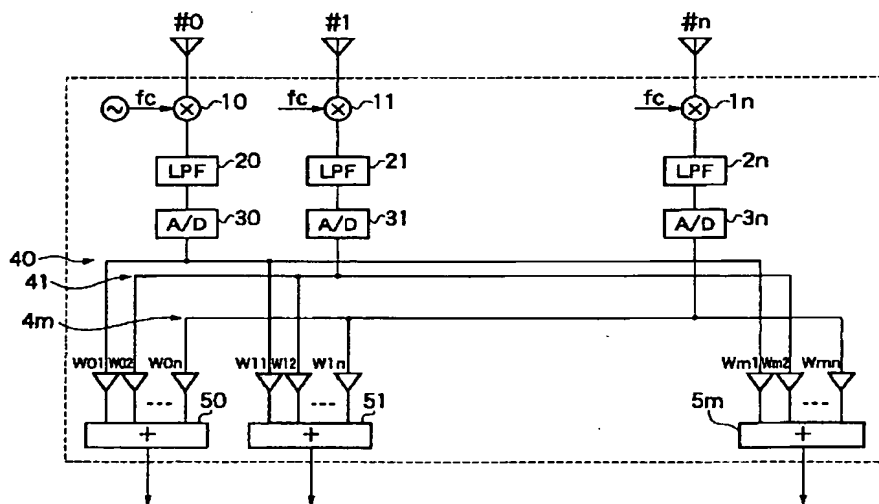 #0 #1 #n
~ fc × 10 fc × 11 fc × 1n
LPF 20 LPF 21 LPF 2n
A/D 30 A/D 31 A/D 3n
40
41
4m
W01 W02 W0n W11 W12 W1n Wm1 Wm2 Wmn
--- --- ---
50 51 5m
+ + +